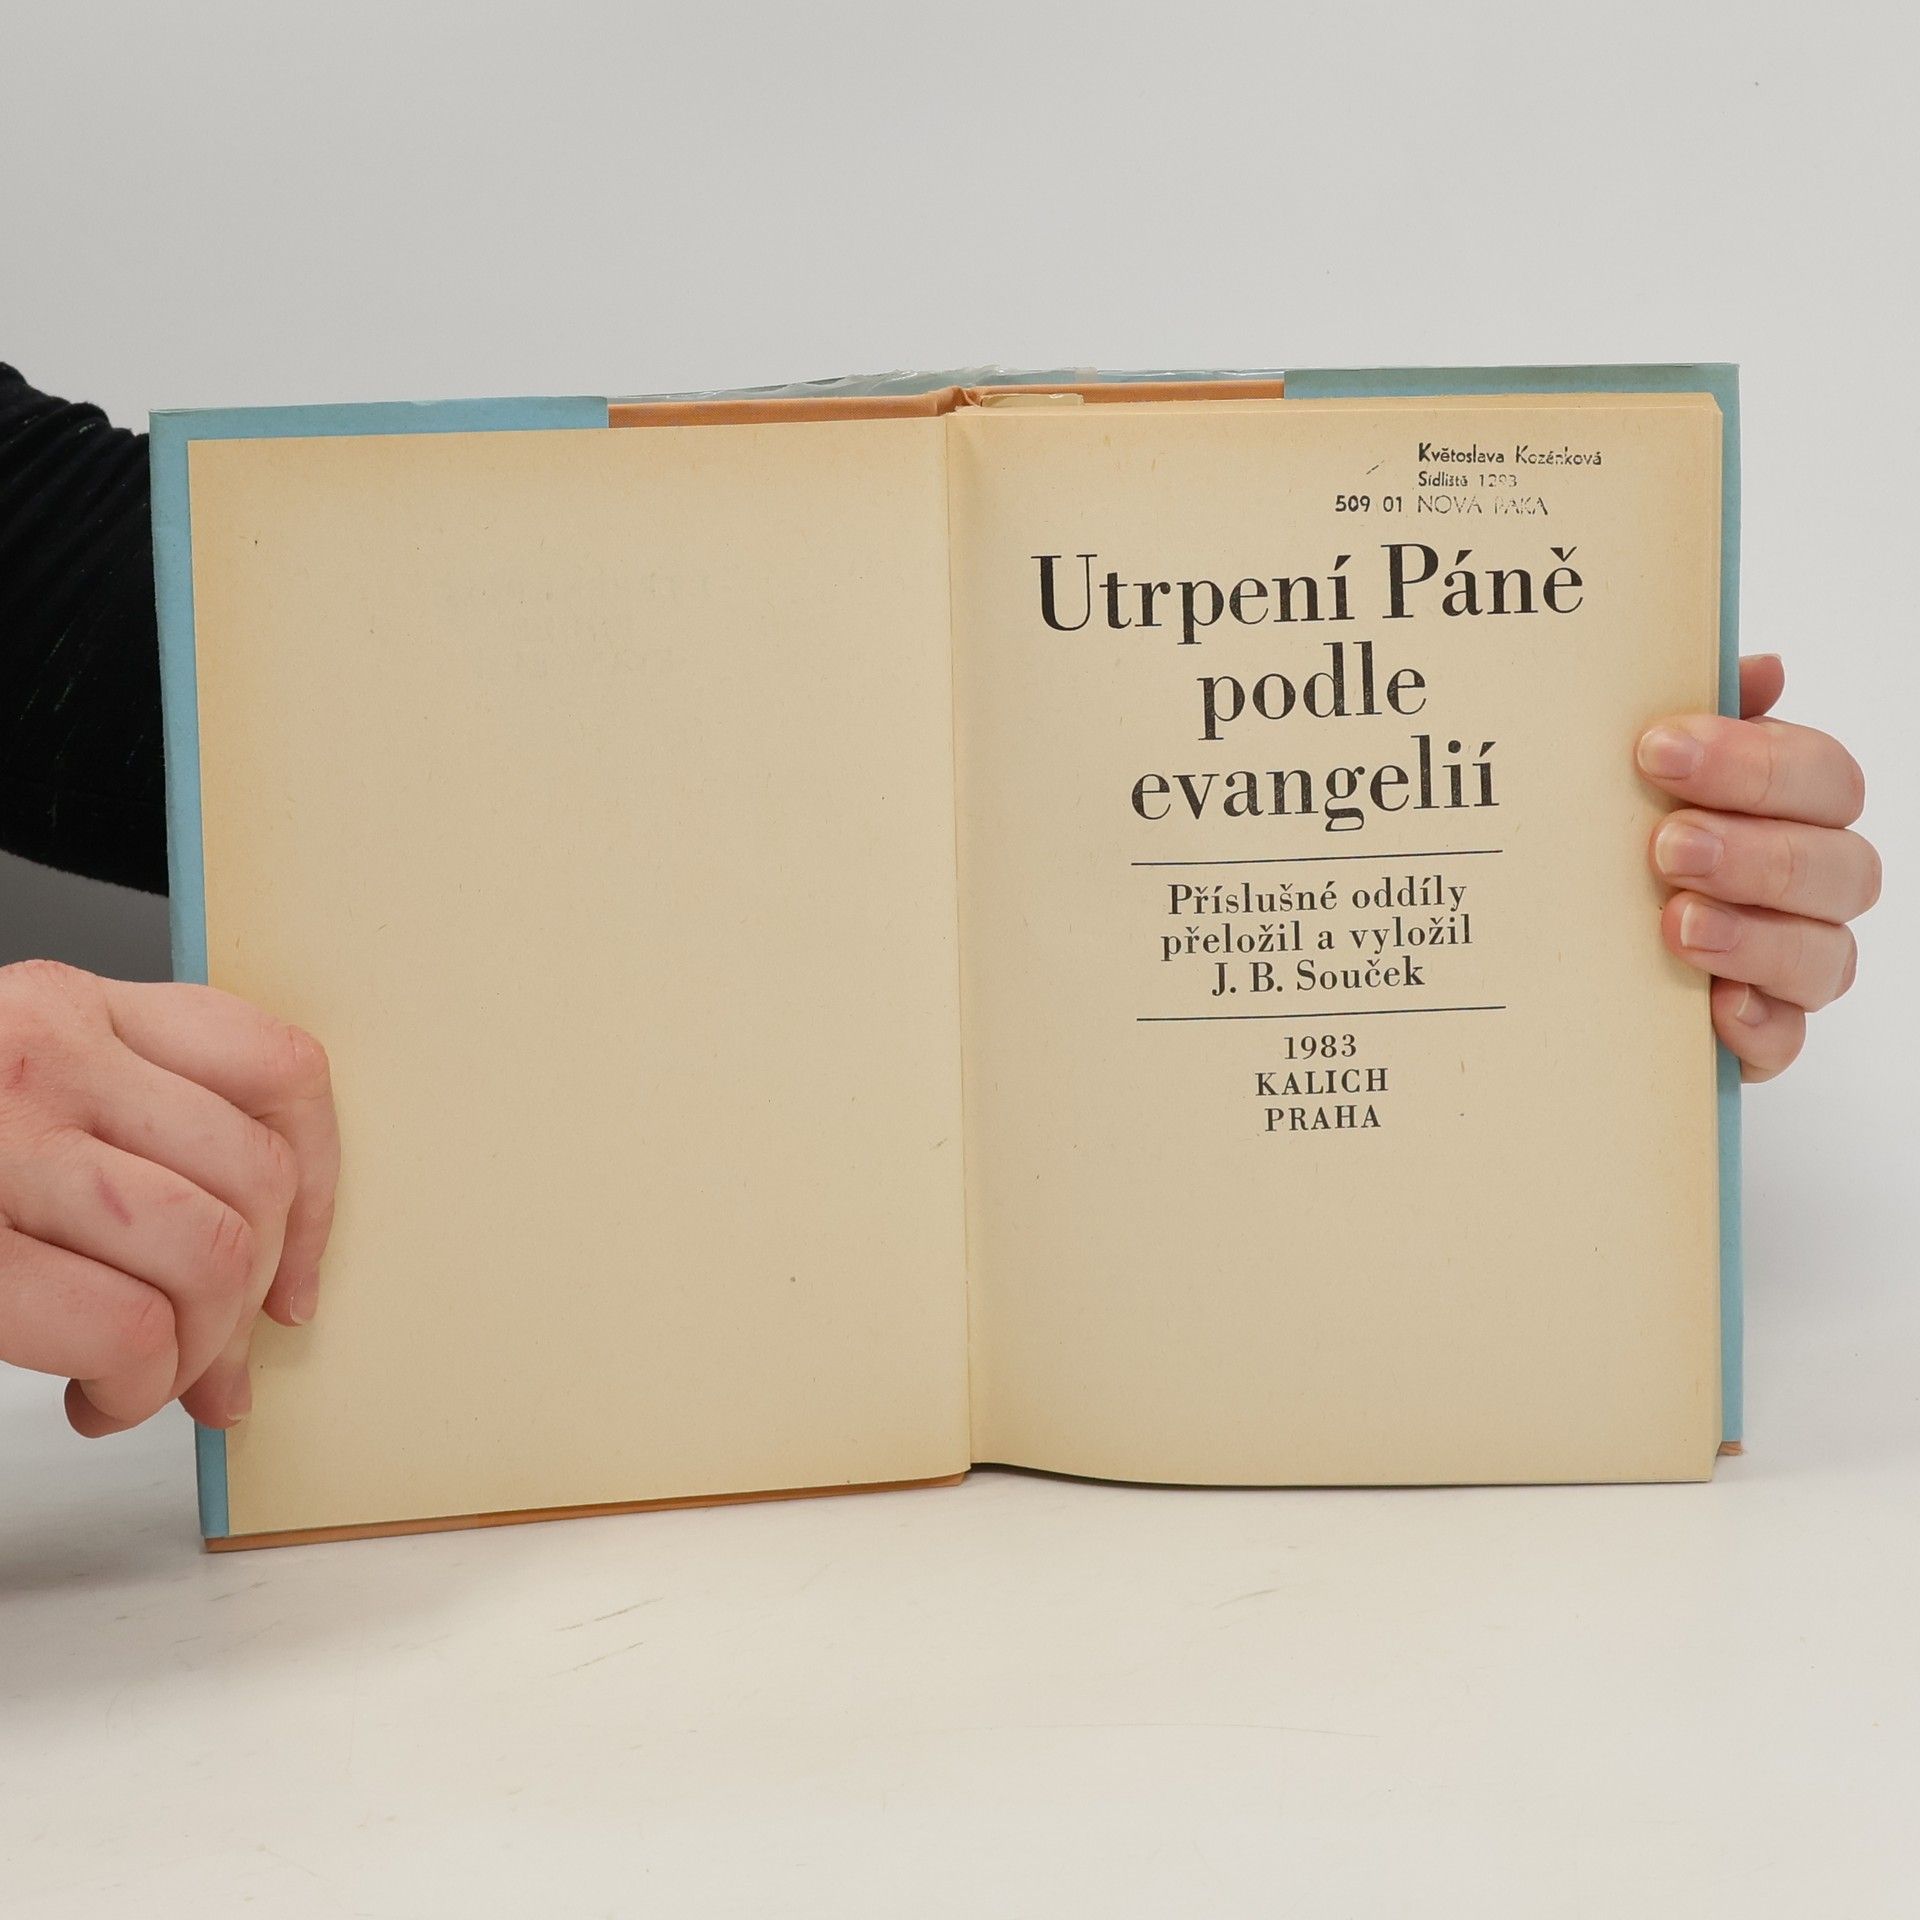 Květoslava Kozénková
Sídliště 1293
509 01 NOVÁ PAKA
Utrpení Páně
podle
evangelií
Příslušné oddíly
přeložil a vyložil
J. B. Souček
1983
KALICH
PRAHA